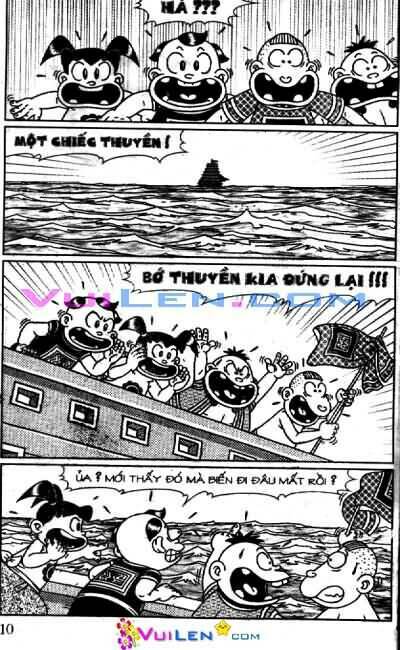 HẢ ???
MỘT CHIẾC THUYỀN !
BỚ THUYỀN KIA ĐỨNG LẠI !!!
VUILEN.COM
ỦA ? MỚI THẤY ĐÓ MÀ BIẾN ĐI ĐÂU MẤT RỒI ?
10
VUILEN.COM